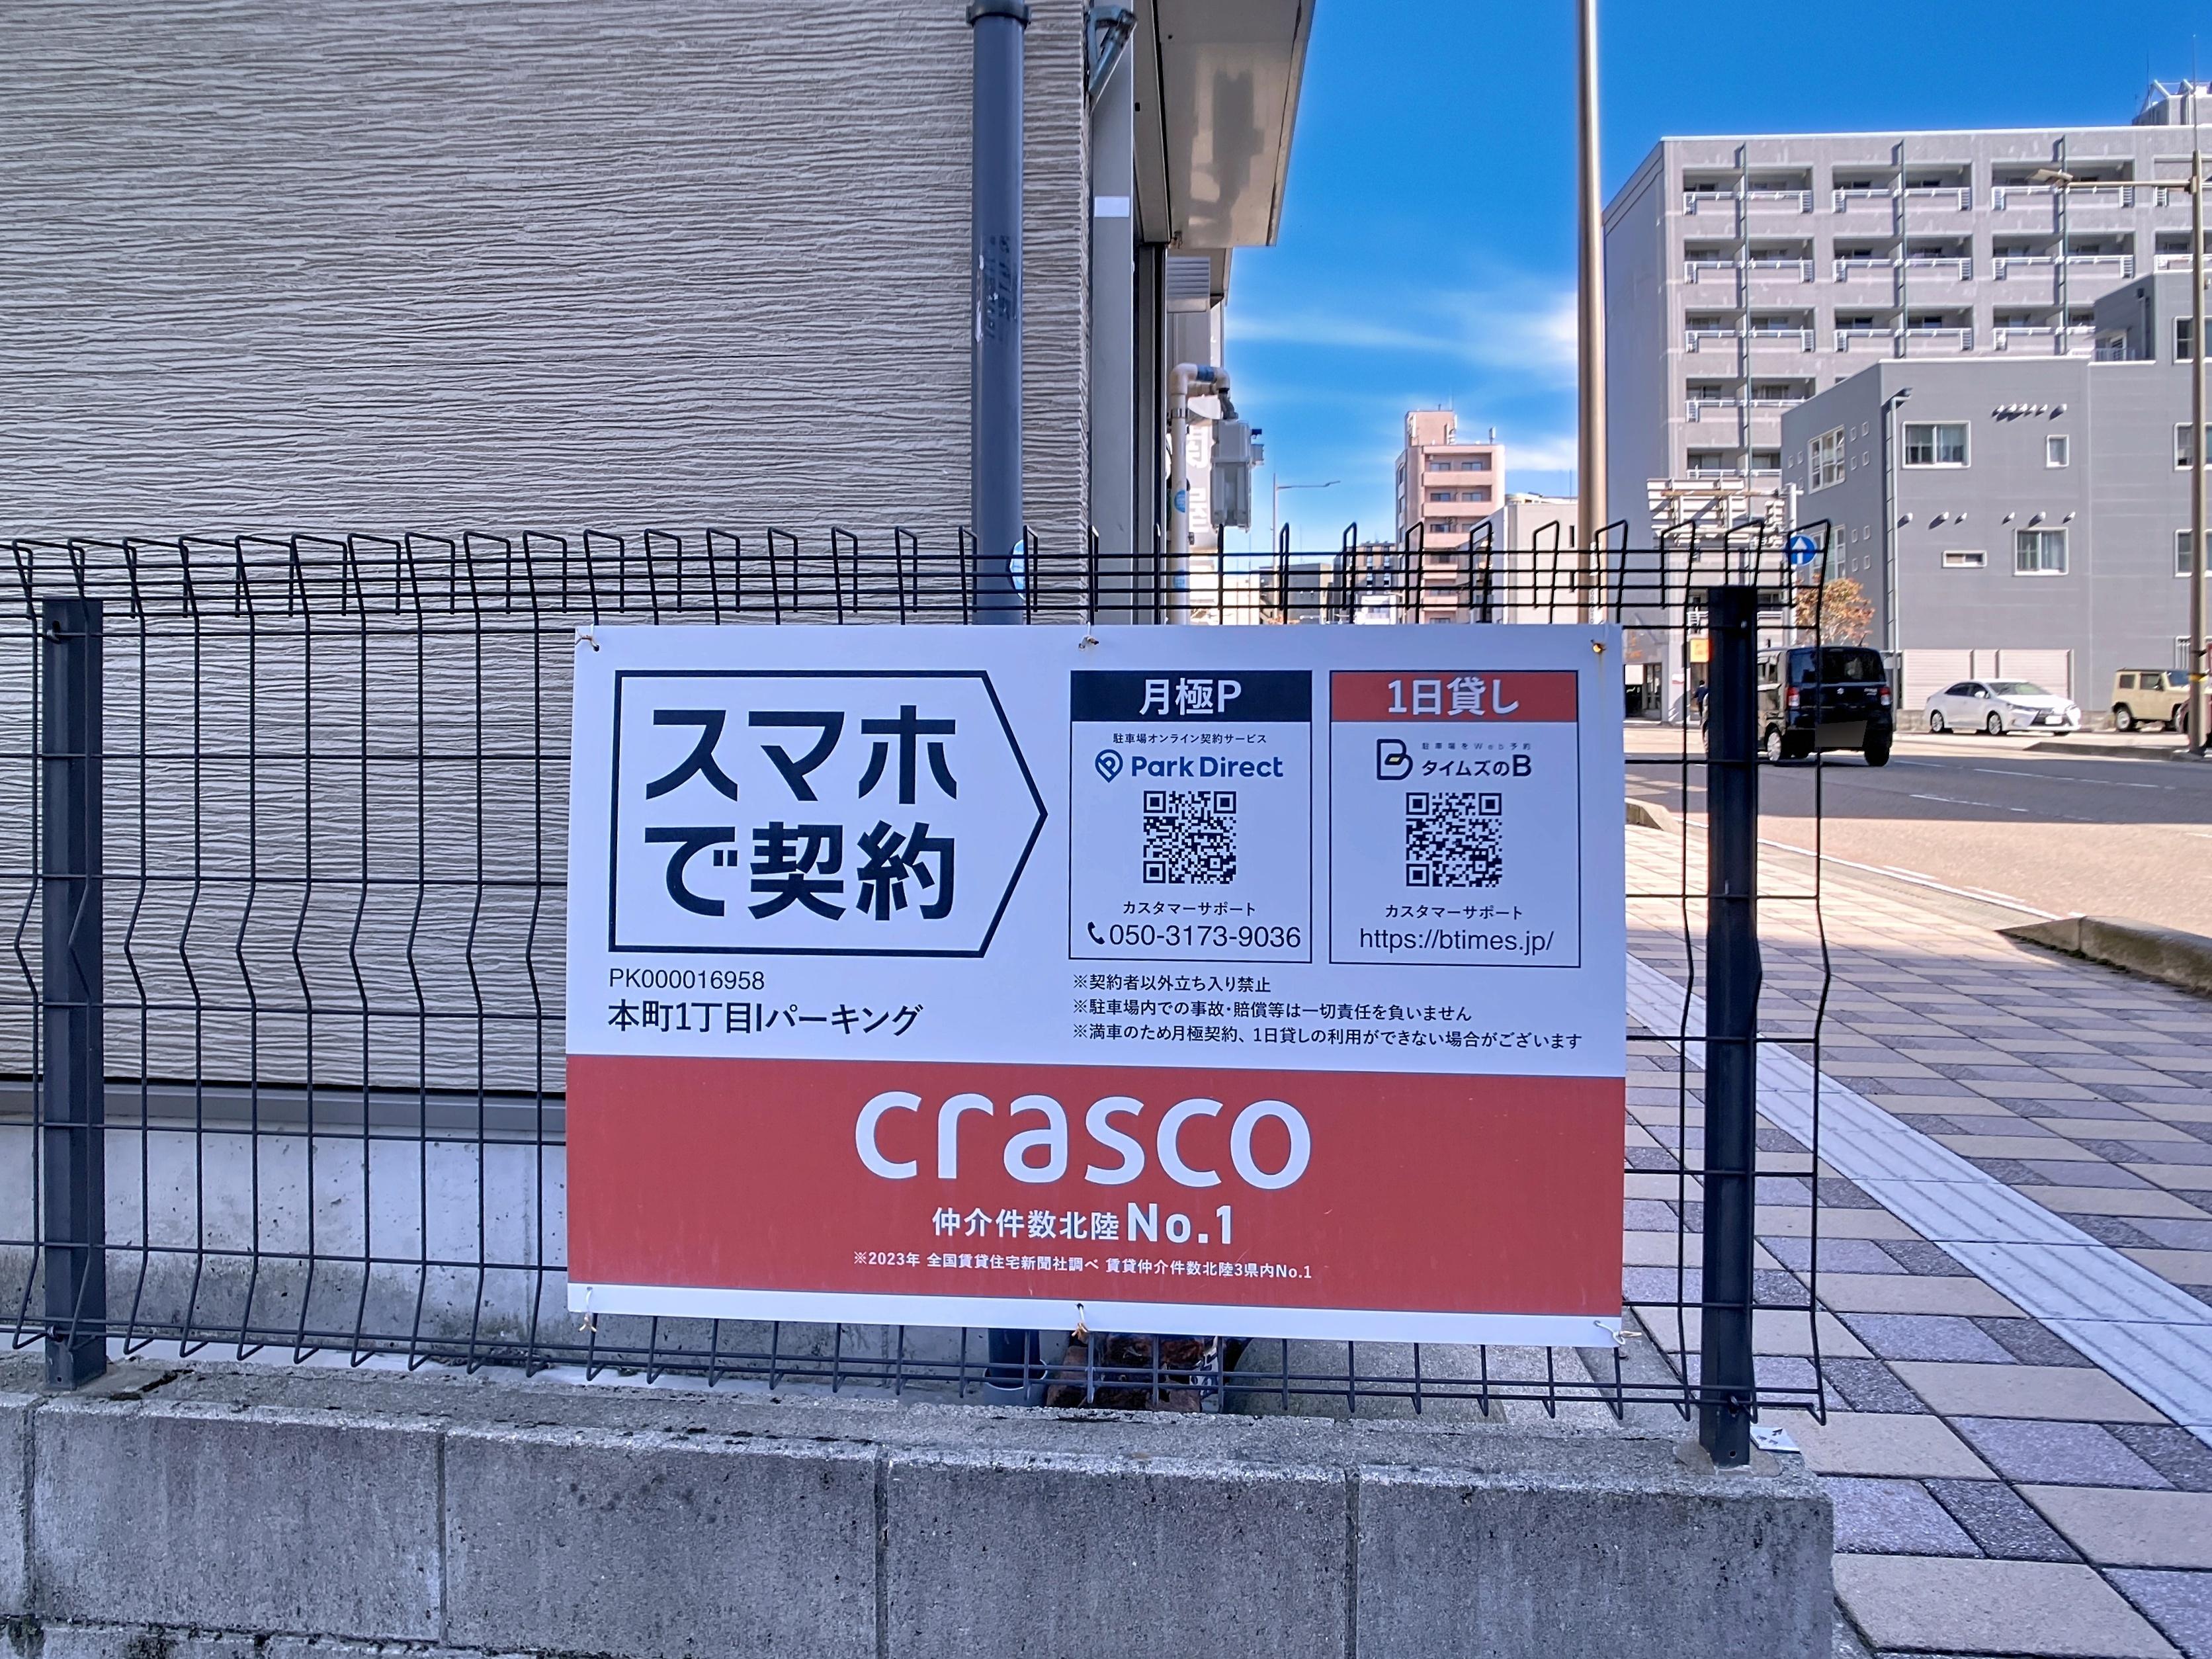 スマホ
で契約
PK000016958
本町1丁目Iパーキング
月極P
駐車場オンライン契約サービス
Park Direct
カスタマーサポート
050-3173-9036
1日貸し
駐車場をWeb予約
タイムズのB
カスタマーサポート
https://btimes.jp/
※契約者以外立ち入り禁止
※駐車場内での事故・賠償等は一切責任を負いません
※満車のため月極契約、1日貸しの利用ができない場合がございます
crasco
仲介件数北陸No.1
※2023年 全国賃貸住宅新聞社調べ 賃貸仲介件数北陸3県内No.1